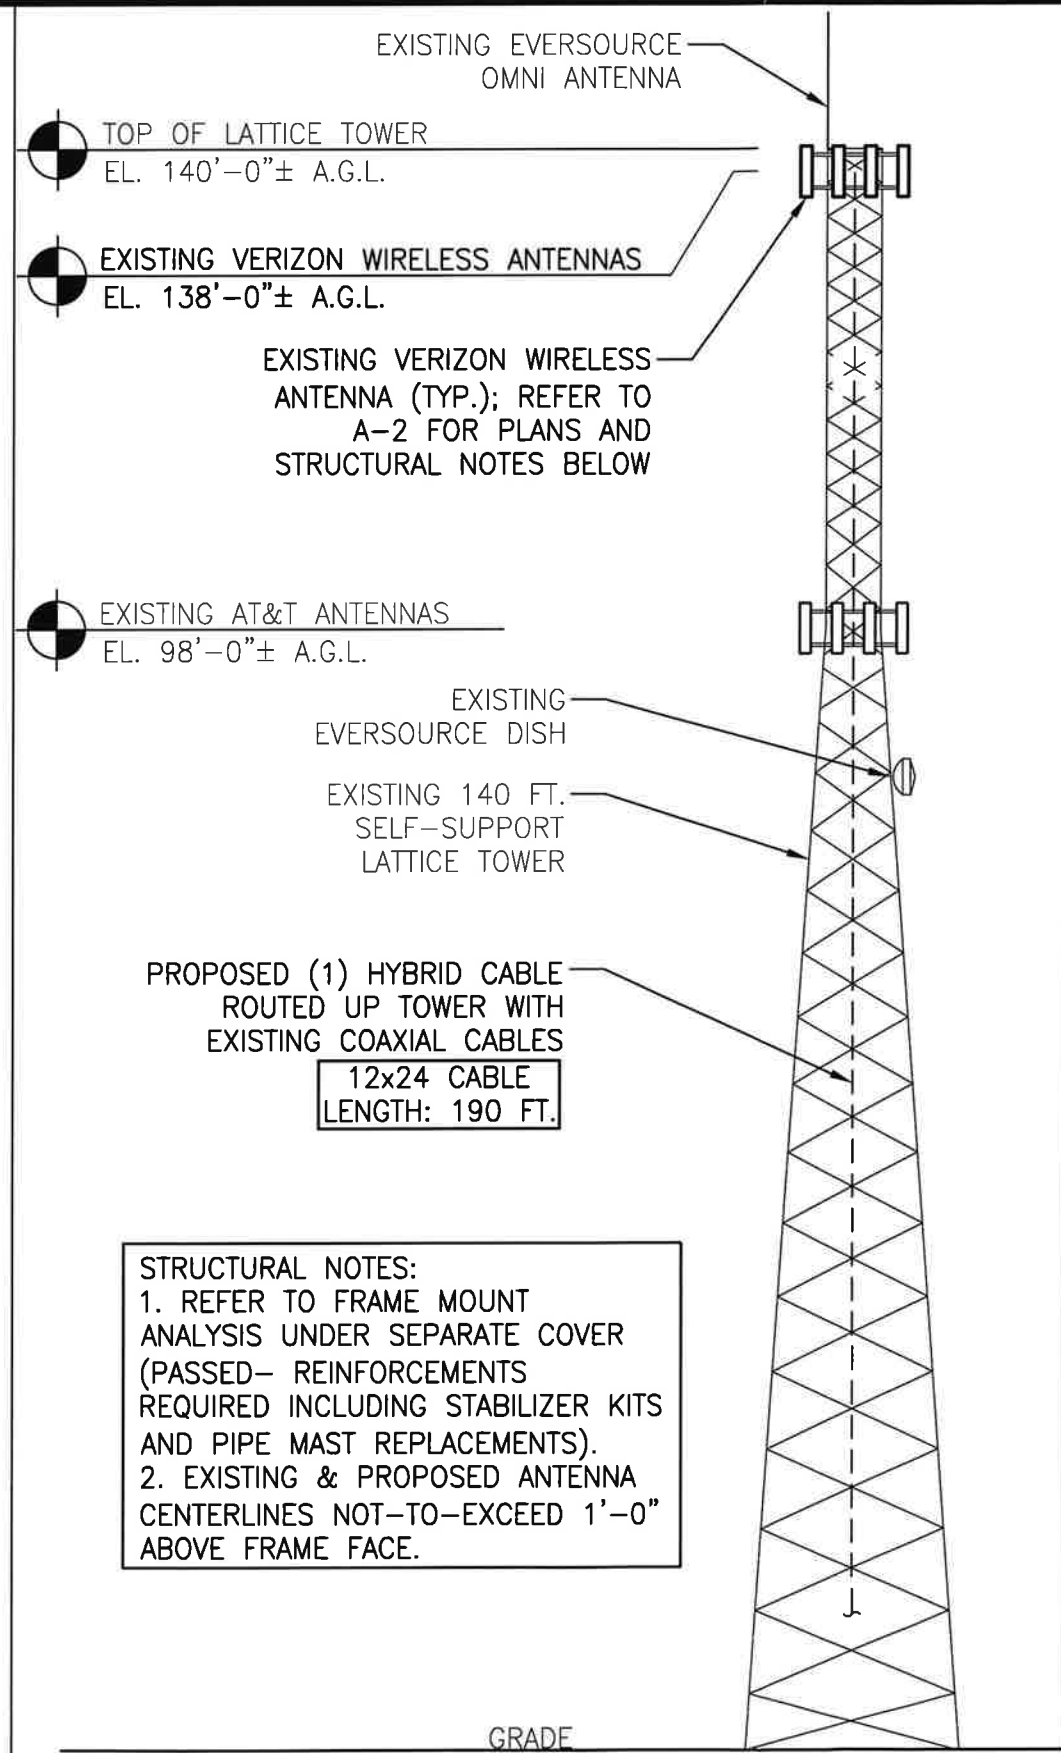 EXISTING EVERSOURCE
OMNI ANTENNA
TOP OF LATTICE TOWER
EL. 140'-0"± A.G.L.
EXISTING VERIZON WIRELESS ANTENNAS
EL. 138'-0"± A.G.L.
EXISTING VERIZON WIRELESS
ANTENNA (TYP.); REFER TO
A-2 FOR PLANS AND
STRUCTURAL NOTES BELOW
EXISTING AT&T ANTENNAS
EL. 98'-0"± A.G.L.
EXISTING
EVERSOURCE DISH
EXISTING 140 FT.
SELF-SUPPORT
LATTICE TOWER
PROPOSED (1) HYBRID CABLE
ROUTED UP TOWER WITH
EXISTING COAXIAL CABLES
12x24 CABLE
LENGTH: 190 FT.
STRUCTURAL NOTES:
1. REFER TO FRAME MOUNT
ANALYSIS UNDER SEPARATE COVER
(PASSED- REINFORCEMENTS
REQUIRED INCLUDING STABILIZER KITS
AND PIPE MAST REPLACEMENTS).
2. EXISTING & PROPOSED ANTENNA
CENTERLINES NOT-TO-EXCEED 1'-0"
ABOVE FRAME FACE.
GRADE